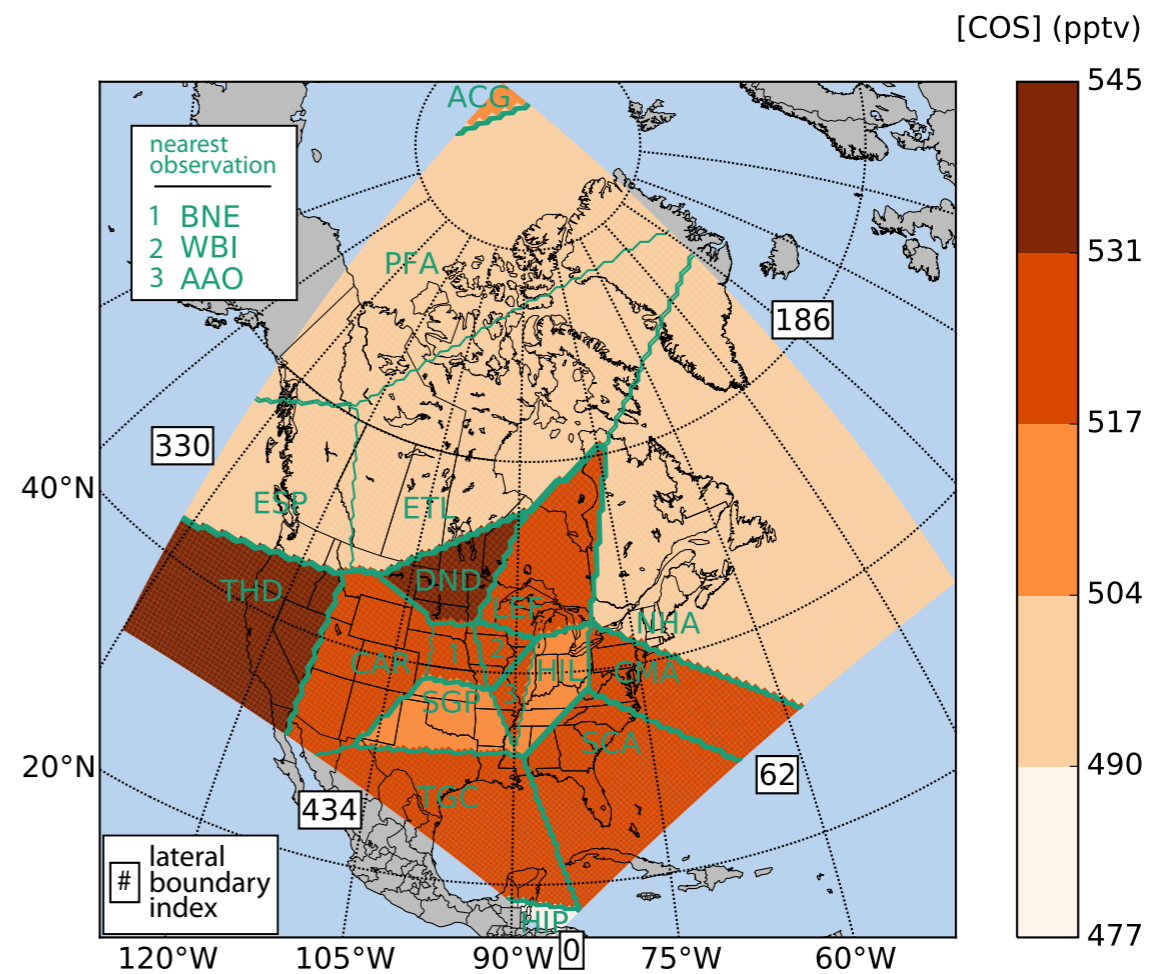 [COS] (pptv)
545
531
517
504
490
477
nearest
observation
1 BNE
2 WBI
3 AAO
ACG
PFA
186
330
40°N
ESP
ETL
THD
DND
LEF
NHA
CAR
1
2
3
HIL
CMA
SGP
SCA
20°N
TGC
62
434
# lateral
boundary
index
HIP
0
120°W
105°W
90°W
75°W
60°W